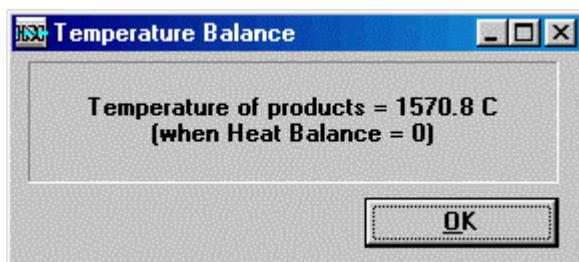 Temperature Balance
Temperature of products = 1570.8 C
(when Heat Balance = 0)
OK